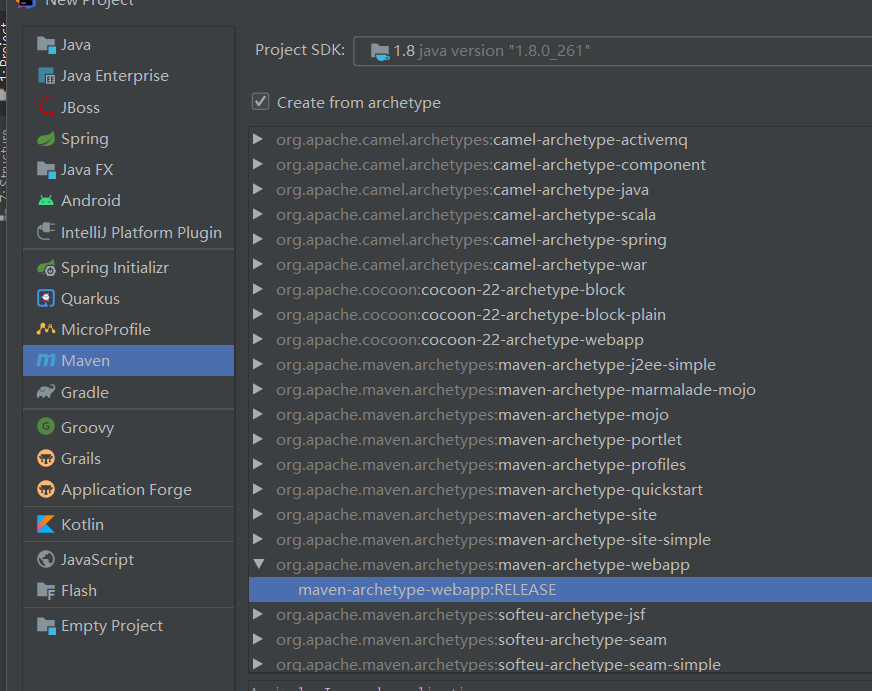 New Project
1: Project
7: Structure
Java
Java Enterprise
JBoss
Spring
Java FX
Android
IntelliJ Platform Plugin
Spring Initializr
Quarkus
MicroProfile
Maven
Gradle
Groovy
Grails
Application Forge
Kotlin
JavaScript
Flash
Empty Project
Project SDK: 1.8 java version "1.8.0_261"
Create from archetype
org.apache.camel.archetypes:camel-archetype-activemq
org.apache.camel.archetypes:camel-archetype-component
org.apache.camel.archetypes:camel-archetype-java
org.apache.camel.archetypes:camel-archetype-scala
org.apache.camel.archetypes:camel-archetype-spring
org.apache.camel.archetypes:camel-archetype-war
org.apache.cocoon:cocoon-22-archetype-block
org.apache.cocoon:cocoon-22-archetype-block-plain
org.apache.cocoon:cocoon-22-archetype-webapp
org.apache.maven.archetypes:maven-archetype-j2ee-simple
org.apache.maven.archetypes:maven-archetype-marmalade-mojo
org.apache.maven.archetypes:maven-archetype-mojo
org.apache.maven.archetypes:maven-archetype-portlet
org.apache.maven.archetypes:maven-archetype-profiles
org.apache.maven.archetypes:maven-archetype-quickstart
org.apache.maven.archetypes:maven-archetype-site
org.apache.maven.archetypes:maven-archetype-site-simple
org.apache.maven.archetypes:maven-archetype-webapp
maven-archetype-webapp:RELEASE
org.apache.maven.archetypes:softeu-archetype-jsf
org.apache.maven.archetypes:softeu-archetype-seam
org.apache.maven.archetypes:softeu-archetype-seam-simple